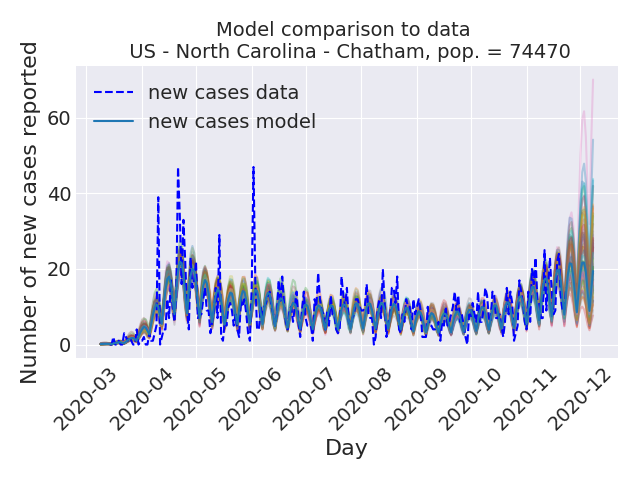 Model comparison to data
US - North Carolina - Chatham, pop. = 74470
Number of new cases reported
60
40
20
0
new cases data
new cases model
2020-03
2020-04
2020-05
2020-06
2020-07
2020-08
2020-09
2020-10
2020-11
2020-12
Day